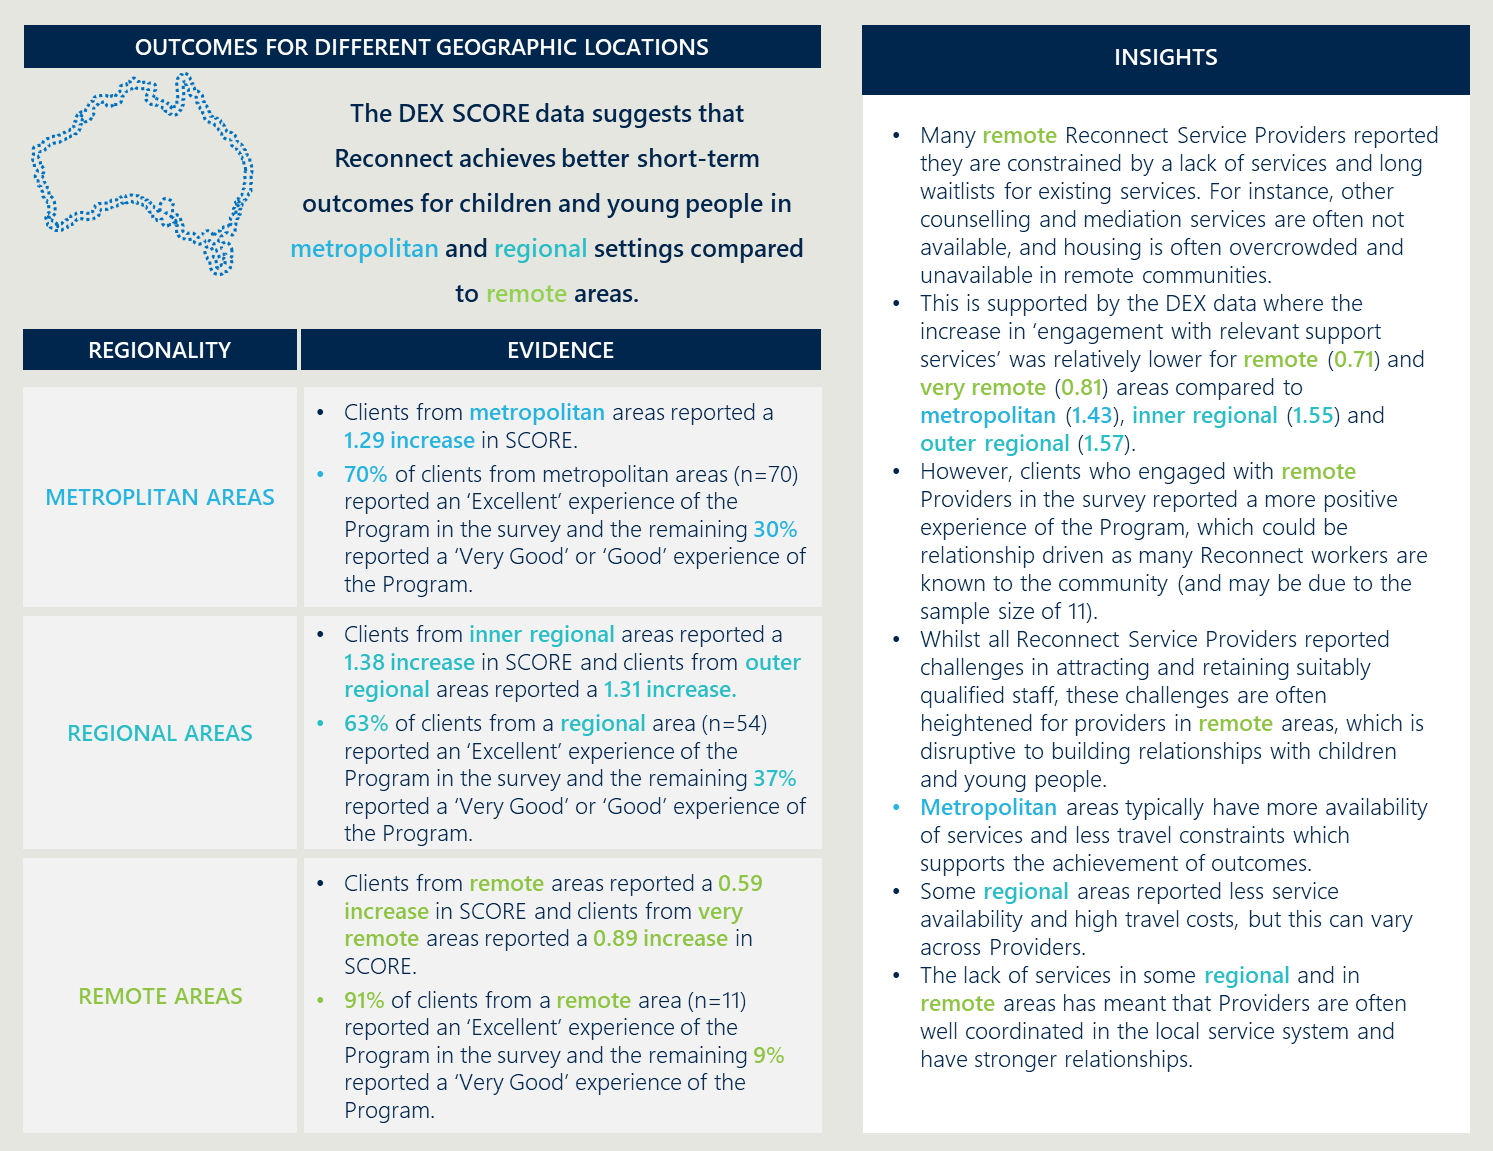 OUTCOMES FOR DIFFERENT GEOGRAPHIC LOCATIONS
The DEX SCORE data suggests that
Reconnect achieves better short-term
outcomes for children and young people in
metropolitan and regional settings compared
to remote areas.
REGIONALITY
EVIDENCE
METROPLITAN AREAS
• Clients from metropolitan areas reported a
1.29 increase in SCORE.
• 70% of clients from metropolitan areas (n=70)
reported an ‘Excellent’ experience of the
Program in the survey and the remaining 30%
reported a ‘Very Good’ or ‘Good’ experience of
the Program.
REGIONAL AREAS
• Clients from inner regional areas reported a
1.38 increase in SCORE and clients from outer
regional areas reported a 1.31 increase.
• 63% of clients from a regional area (n=54)
reported an ‘Excellent’ experience of the
Program in the survey and the remaining 37%
reported a ‘Very Good’ or ‘Good’ experience of
the Program.
REMOTE AREAS
• Clients from remote areas reported a 0.59
increase in SCORE and clients from very
remote areas reported a 0.89 increase in
SCORE.
• 91% of clients from a remote area (n=11)
reported an ‘Excellent’ experience of the
Program in the survey and the remaining 9%
reported a ‘Very Good’ experience of the
Program.
INSIGHTS
• Many remote Reconnect Service Providers reported
they are constrained by a lack of services and long
waitlists for existing services. For instance, other
counselling and mediation services are often not
available, and housing is often overcrowded and
unavailable in remote communities.
• This is supported by the DEX data where the
increase in ‘engagement with relevant support
services’ was relatively lower for remote (0.71) and
very remote (0.81) areas compared to
metropolitan (1.43), inner regional (1.55) and
outer regional (1.57).
• However, clients who engaged with remote
Providers in the survey reported a more positive
experience of the Program, which could be
relationship driven as many Reconnect workers are
known to the community (and may be due to the
sample size of 11).
• Whilst all Reconnect Service Providers reported
challenges in attracting and retaining suitably
qualified staff, these challenges are often
heightened for providers in remote areas, which is
disruptive to building relationships with children
and young people.
• Metropolitan areas typically have more availability
of services and less travel constraints which
supports the achievement of outcomes.
• Some regional areas reported less service
availability and high travel costs, but this can vary
across Providers.
• The lack of services in some regional and in
remote areas has meant that Providers are often
well coordinated in the local service system and
have stronger relationships.